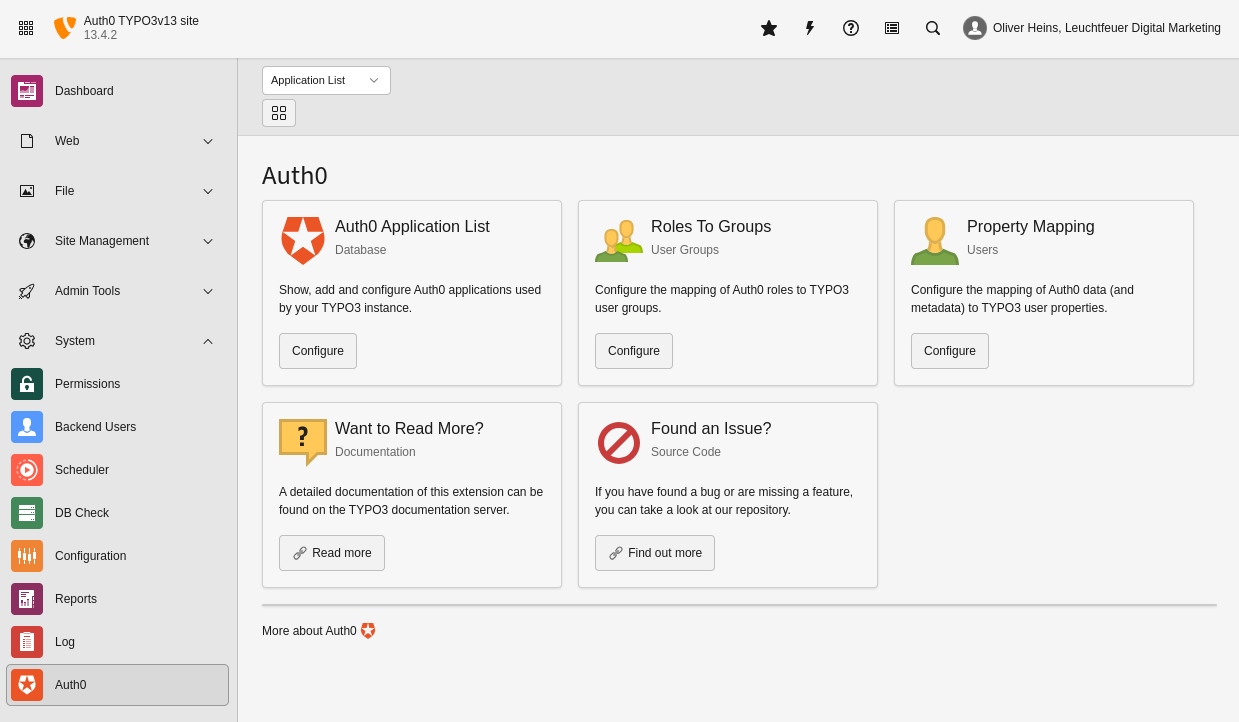 Auth0 TYPO3v13 site
13.4.2
Oliver Heins, Leuchtfeuer Digital Marketing
Dashboard
Web
File
Site Management
Admin Tools
System
Permissions
Backend Users
Scheduler
DB Check
Configuration
Reports
Log
Auth0
Application List
Auth0
Auth0 Application List
Database
Show, add and configure Auth0 applications used
by your TYPO3 instance.
Configure
Roles To Groups
User Groups
Configure the mapping of Auth0 roles to TYPO3
user groups.
Configure
Property Mapping
Users
Configure the mapping of Auth0 data (and
metadata) to TYPO3 user properties.
Configure
?
Want to Read More?
Documentation
A detailed documentation of this extension can be
found on the TYPO3 documentation server.
Read more
Found an Issue?
Source Code
If you have found a bug or are missing a feature,
you can take a look at our repository.
Find out more
More about Auth0